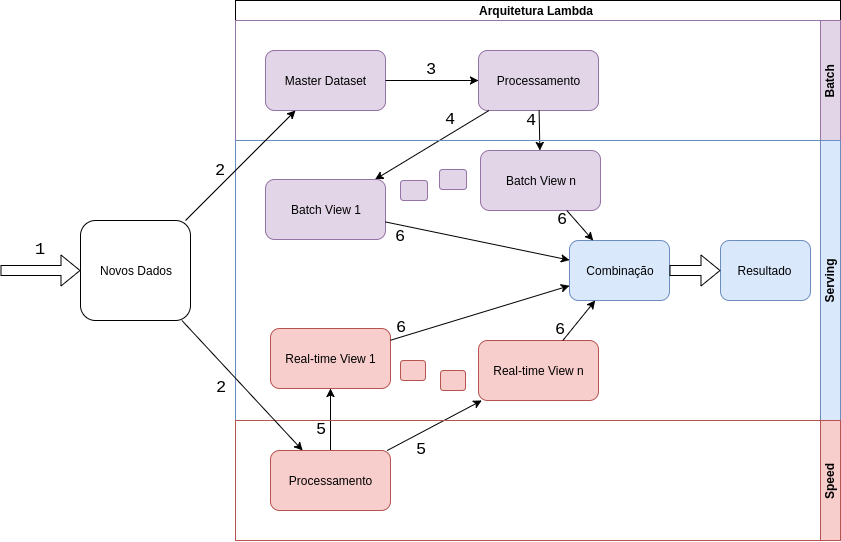 Arquitetura Lambda
Batch
Master Dataset
3
Processamento
4
4
2
Batch View 1
Batch View n
6
6
Serving
1
Novos Dados
Combinação
Resultado
6
6
Real-time View 1
Real-time View n
2
5
5
Processamento
Speed